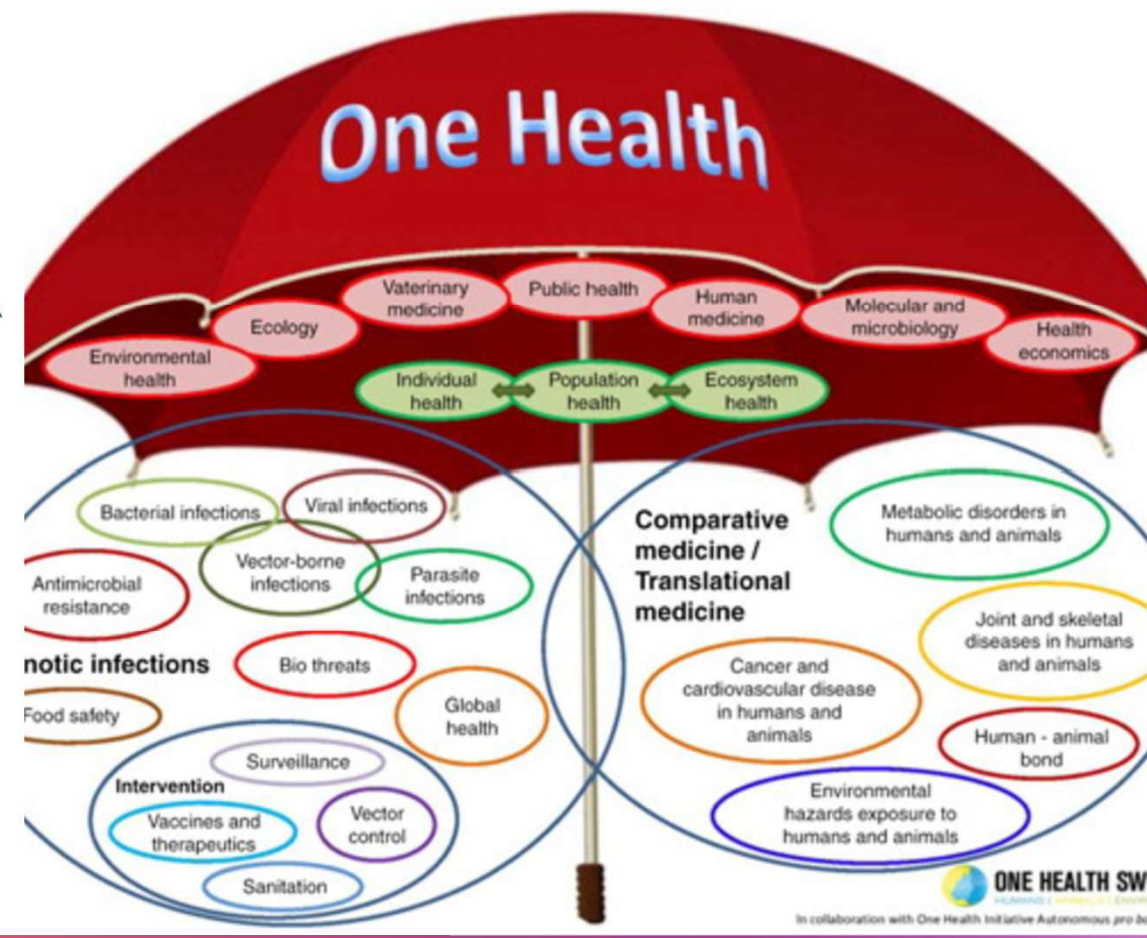 One Health
Vaterinary
medicine
Public health
Human
medicine
Molecular and
microbiology
Ecology
Health
economics
Environmental
health
Individual
health
Population
health
Ecosystem
health
Bacterial infections
Viral infections
Vector-borne
infections
Parasite
infections
Antimicrobial
resistance
notic infections
Bio threats
Food safety
Global
health
Surveillance
Intervention
Vaccines and
therapeutics
Vector
control
Sanitation
Comparative
medicine /
Translational
medicine
Metabolic disorders in
humans and animals
Joint and skeletal
diseases in humans
and animals
Cancer and
cardiovascular disease
in humans and
animals
Human - animal
bond
Environmental
hazards exposure to
humans and animals
ONE HEALTH SW
HUMANS | ANIMALS | ENVIR
In collaboration with One Health Initiative Autonomous pro bo